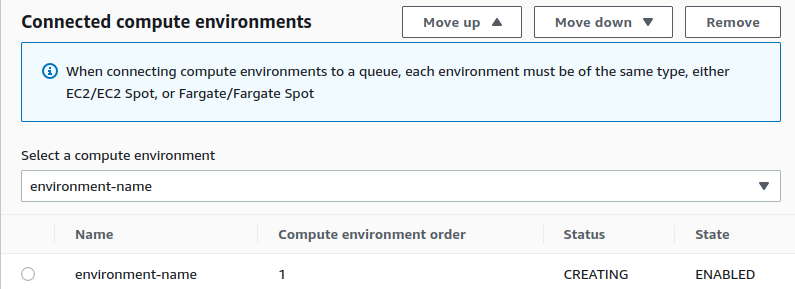 Connected compute environments
Move up
Move down
Remove
When connecting compute environments to a queue, each environment must be of the same type, either
EC2/EC2 Spot, or Fargate/Fargate Spot
Select a compute environment
environment-name
Name Compute environment order Status State
environment-name 1 CREATING ENABLED